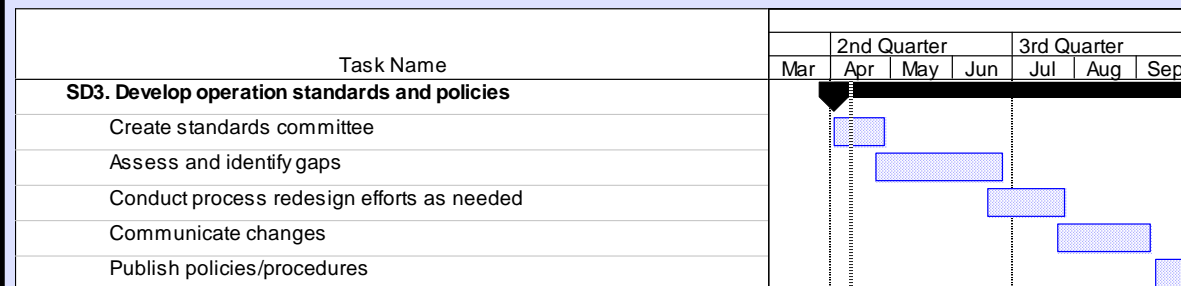 2nd Quarter 3rd Quarter
Task Name Mar Apr May Jun Jul Aug Sep
SD3. Develop operation standards and policies
Create standards committee
Assess and identify gaps
Conduct process redesign efforts as needed
Communicate changes
Publish policies/procedures